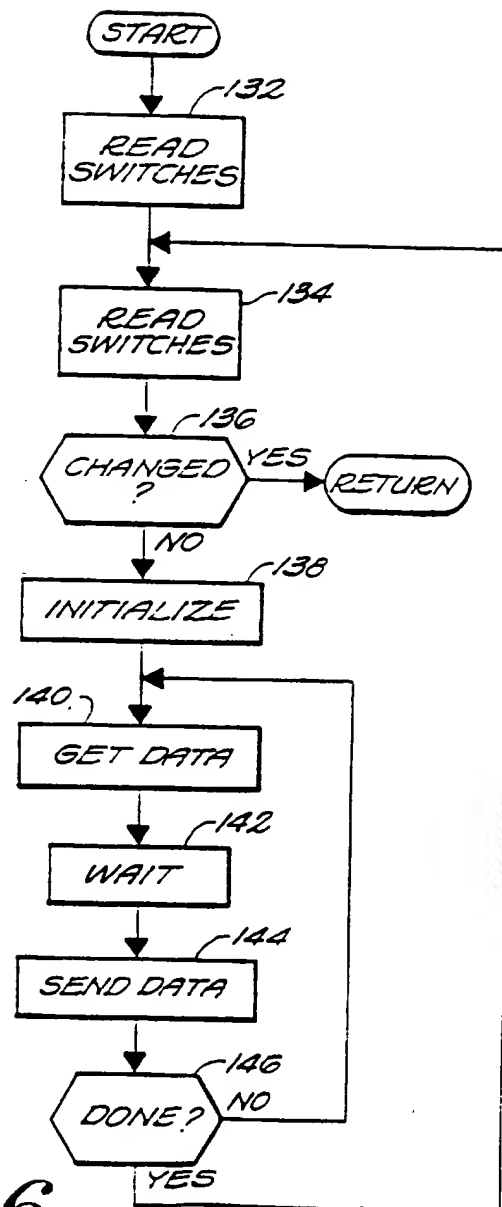 START
132
READ
SWITCHES
134
READ
SWITCHES
136
CHANGED
?
YES
RETURN
NO
138
INITIALIZE
140
GET DATA
142
WAIT
144
SEND DATA
146
DONE?
NO
YES
6